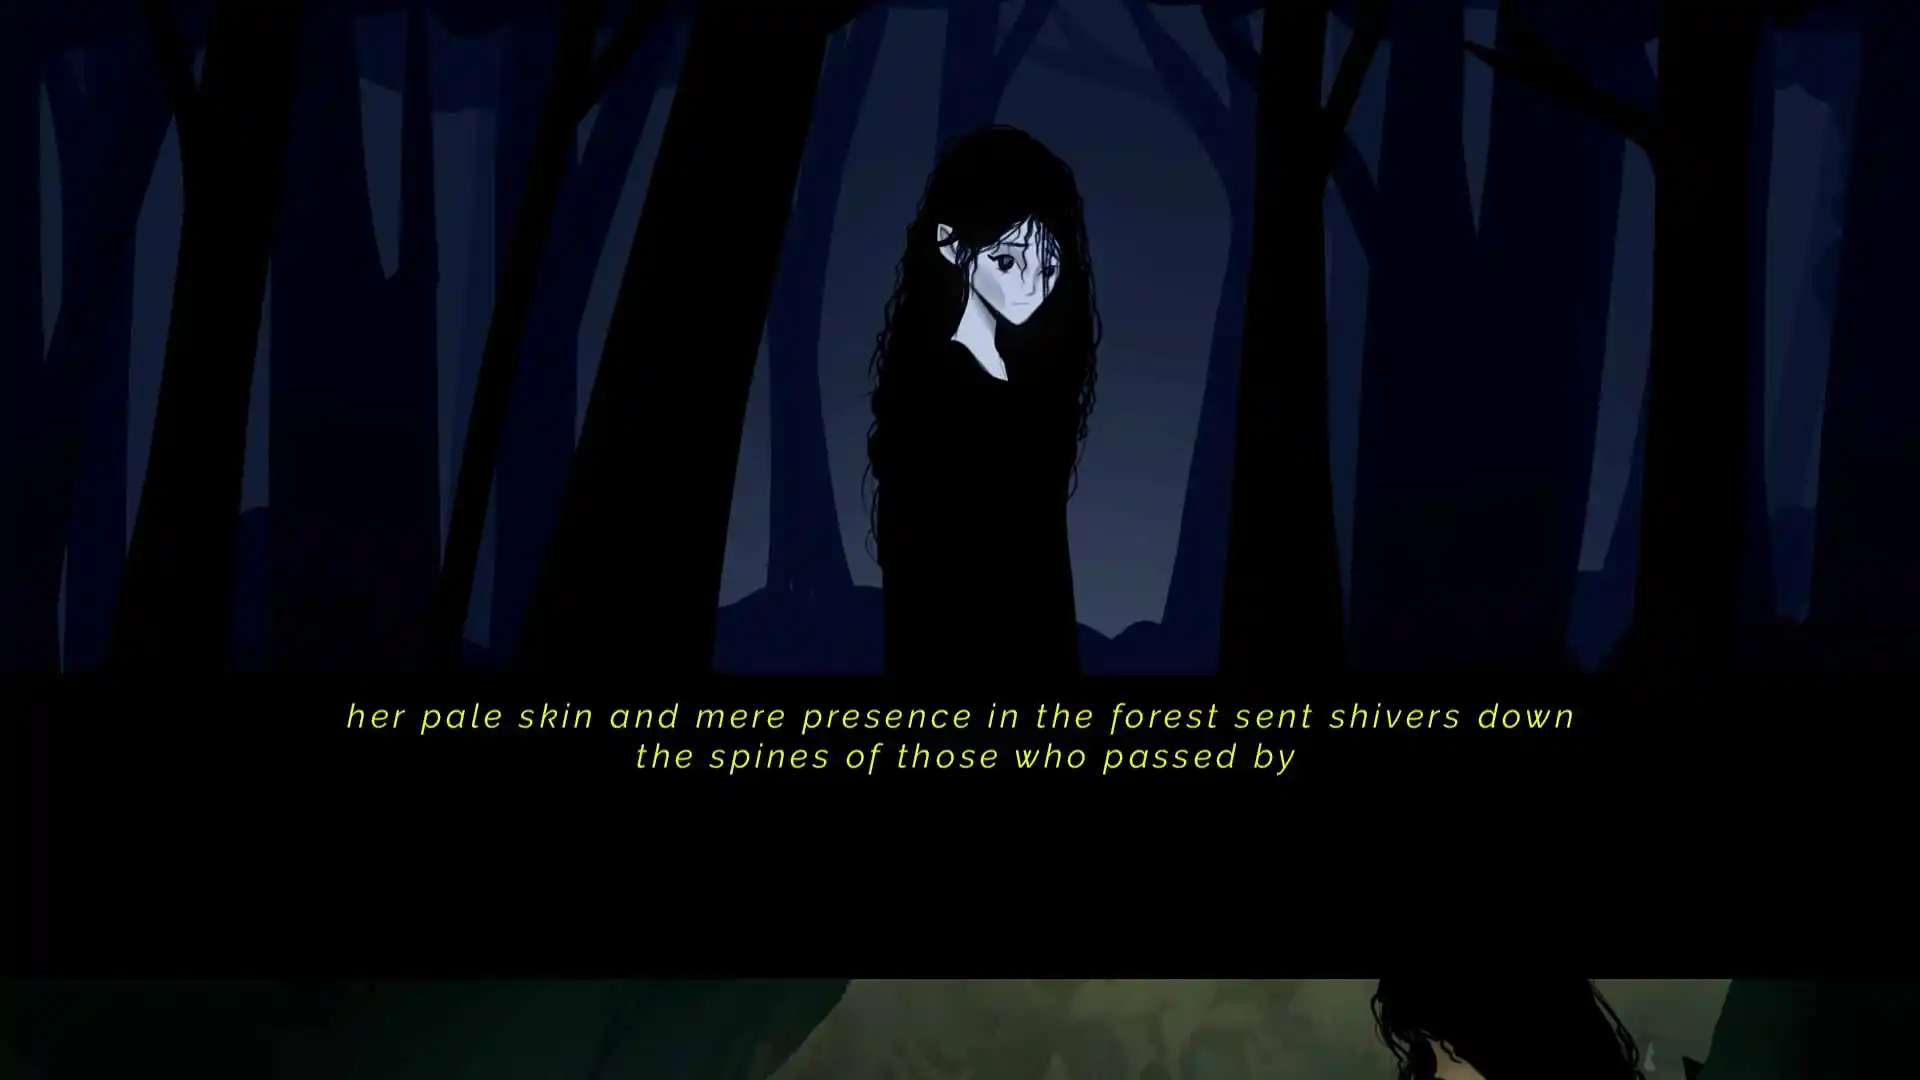 her pale skin and mere presence in the forest sent shivers down
the spines of those who passed by